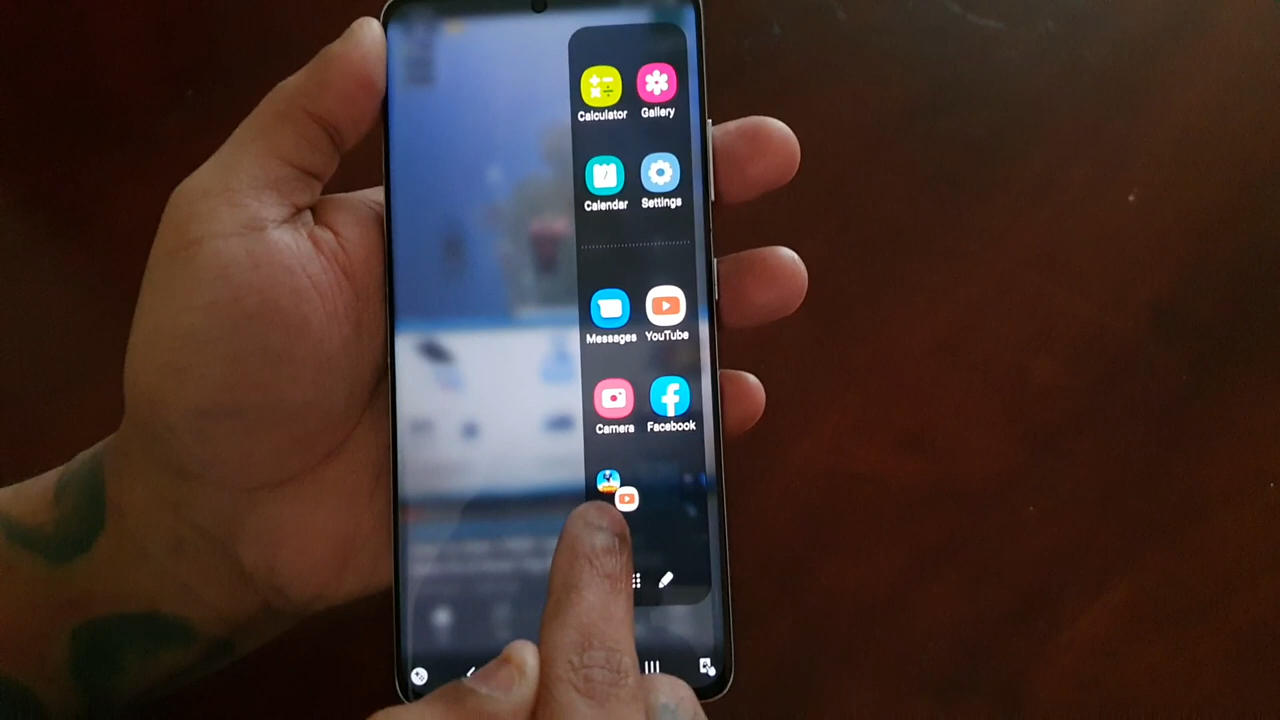 Calculator Gallery
Calendar Settings
Messages YouTube
Camera Facebook